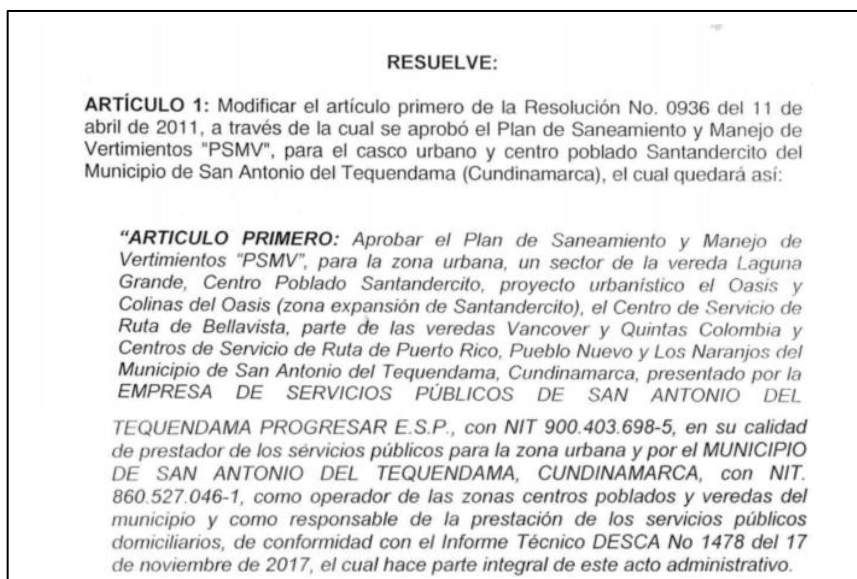 RESUELVE:
ARTÍCULO 1: Modificar el artículo primero de la Resolución No. 0936 del 11 de
abril de 2011, a través de la cual se aprobó el Plan de Saneamiento y Manejo de
Vertimientos "PSMV", para el casco urbano y centro poblado Santandercito del
Municipio de San Antonio del Tequendama (Cundinamarca), el cual quedará así:
“ARTICULO PRIMERO: Aprobar el Plan de Saneamiento y Manejo de
Vertimientos "PSMV", para la zona urbana, un sector de la vereda Laguna
Grande, Centro Poblado Santandercito, proyecto urbanístico el Oasis y
Colinas del Oasis (zona expansión de Santandercito), el Centro de Servicio de
Ruta de Bellavista, parte de las veredas Vancover y Quintas Colombia y
Centros de Servicio de Ruta de Puerto Rico, Pueblo Nuevo y Los Naranjos del
Municipio de San Antonio del Tequendama, Cundinamarca, presentado por la
EMPRESA DE SERVICIOS PÚBLICOS DE SAN ANTONIO DEL
TEQUENDAMA PROGRESAR E.S.P., con NIT 900.403.698-5, en su calidad
de prestador de los servicios públicos para la zona urbana y por el MUNICIPIO
DE SAN ANTONIO DEL TEQUENDAMA, CUNDINAMARCA, con NIT.
860.527.046-1, como operador de las zonas centros poblados y veredas del
municipio y como responsable de la prestación de los servicios públicos
domiciliarios, de conformidad con el Informe Técnico DESCA No 1478 del 17
de noviembre de 2017, el cual hace parte integral de este acto administrativo.